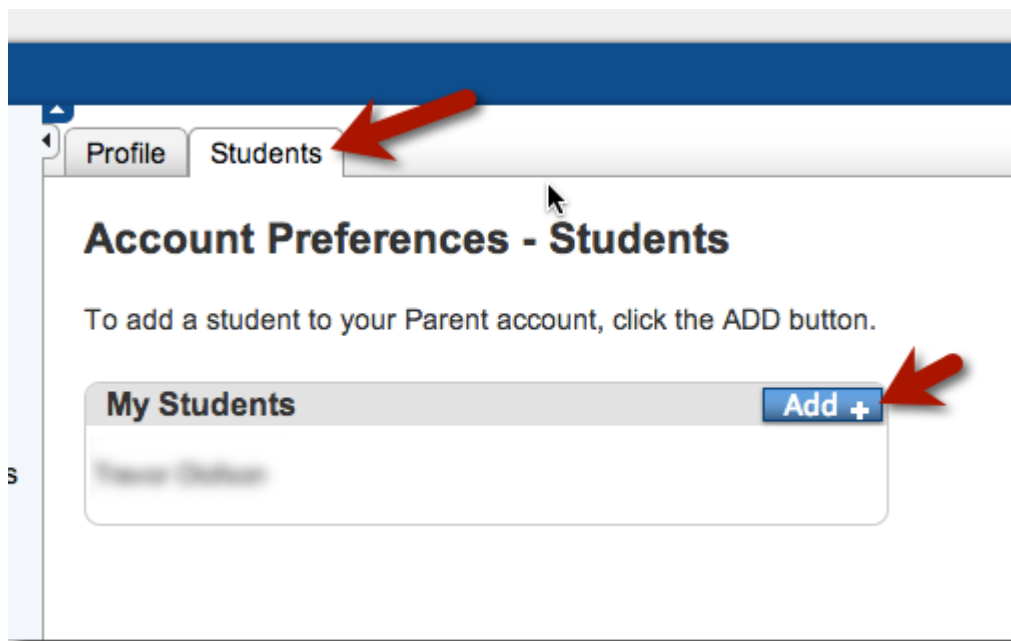 Profile
Students
Account Preferences - Students
To add a student to your Parent account, click the ADD button.
My Students
Add +
s